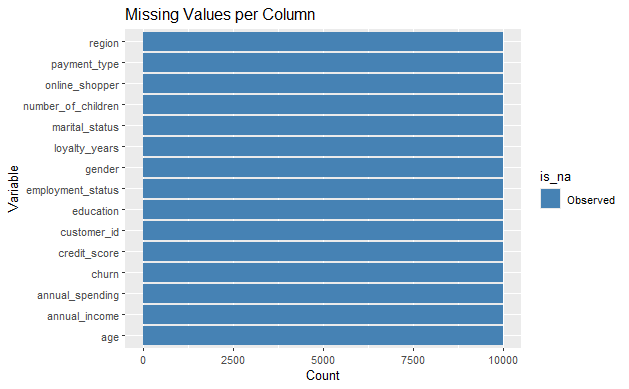 Missing Values per Column
region
payment_type
online_shopper
number_of_children
marital_status
loyalty_years
gender
employment_status
education
customer_id
credit_score
churn
annual_spending
annual_income
age
Variable
0 2500 5000 7500 10000
Count
is_na
Observed